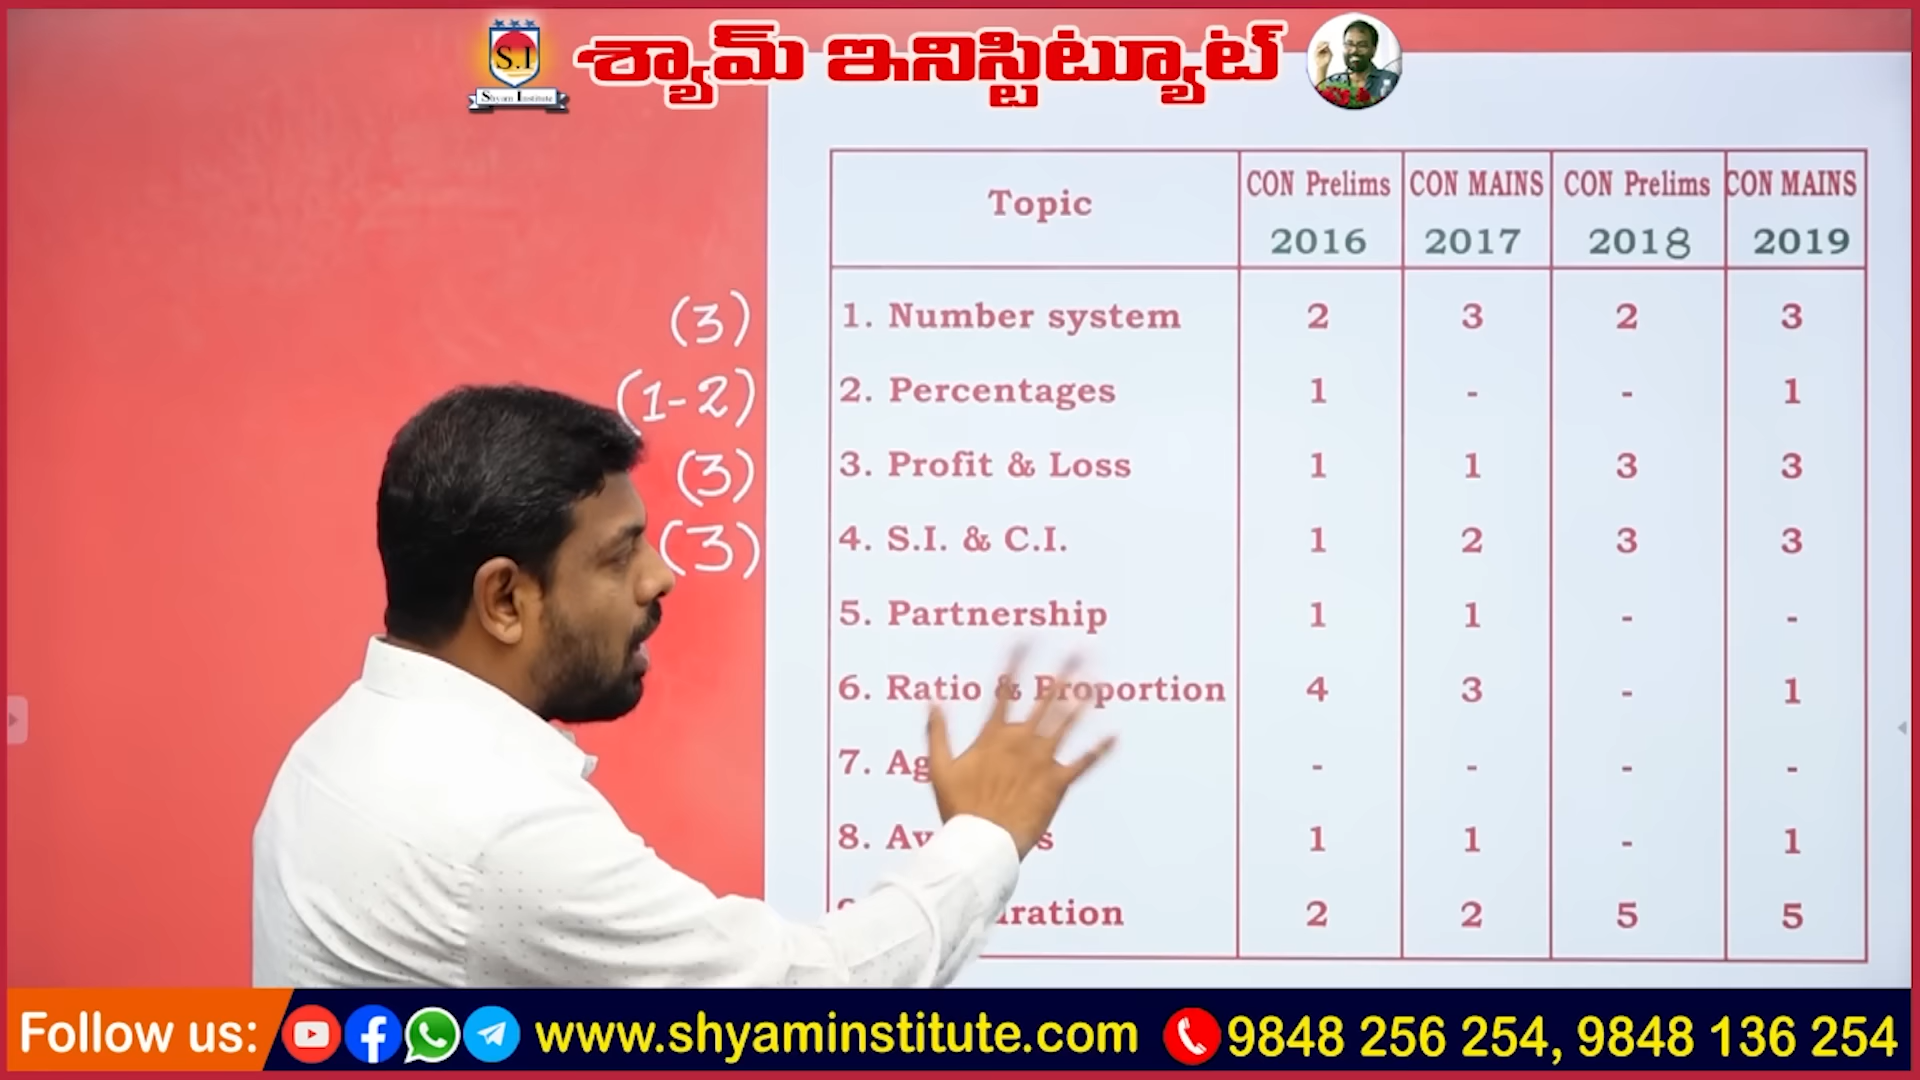 S.I
Shyam Institute
శ్యామ్ ఇనిస్టిట్యూట్
Topic CON Prelims 2016 CON MAINS 2017 CON Prelims 2018 CON MAINS 2019
(3) 1. Number system 2 3 2 3
(1-2) 2. Percentages 1 - - 1
(3) 3. Profit & Loss 1 1 3 3
(3) 4. S.I. & C.I. 1 2 3 3
5. Partnership 1 1 - -
6. Ratio & Proportion 4 3 - 1
7. - - - -
8. 1 1 - 1
2 2 5 5
Follow us: www.shyaminstitute.com 9848 256 254, 9848 136 254